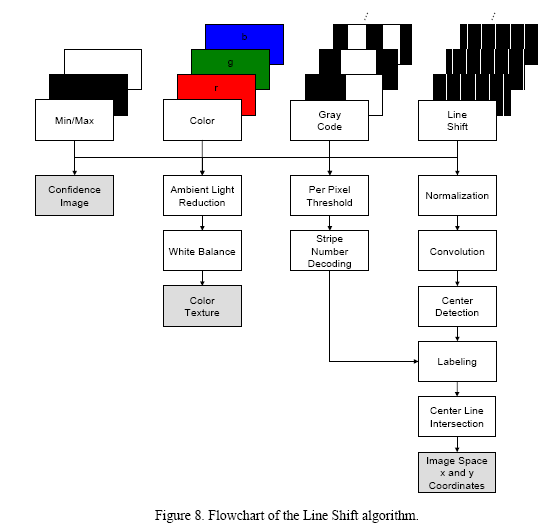 b
g
r
Min/Max
Color
Gray
Code
Line
Shift
Confidence
Image
Ambient Light
Reduction
Per Pixel
Threshold
Normalization
White Balance
Stripe
Number
Decoding
Convolution
Color
Texture
Center
Detection
Labeling
Center Line
Intersection
Image Space
x and y
Coordinates
Figure 8. Flowchart of the Line Shift algorithm.